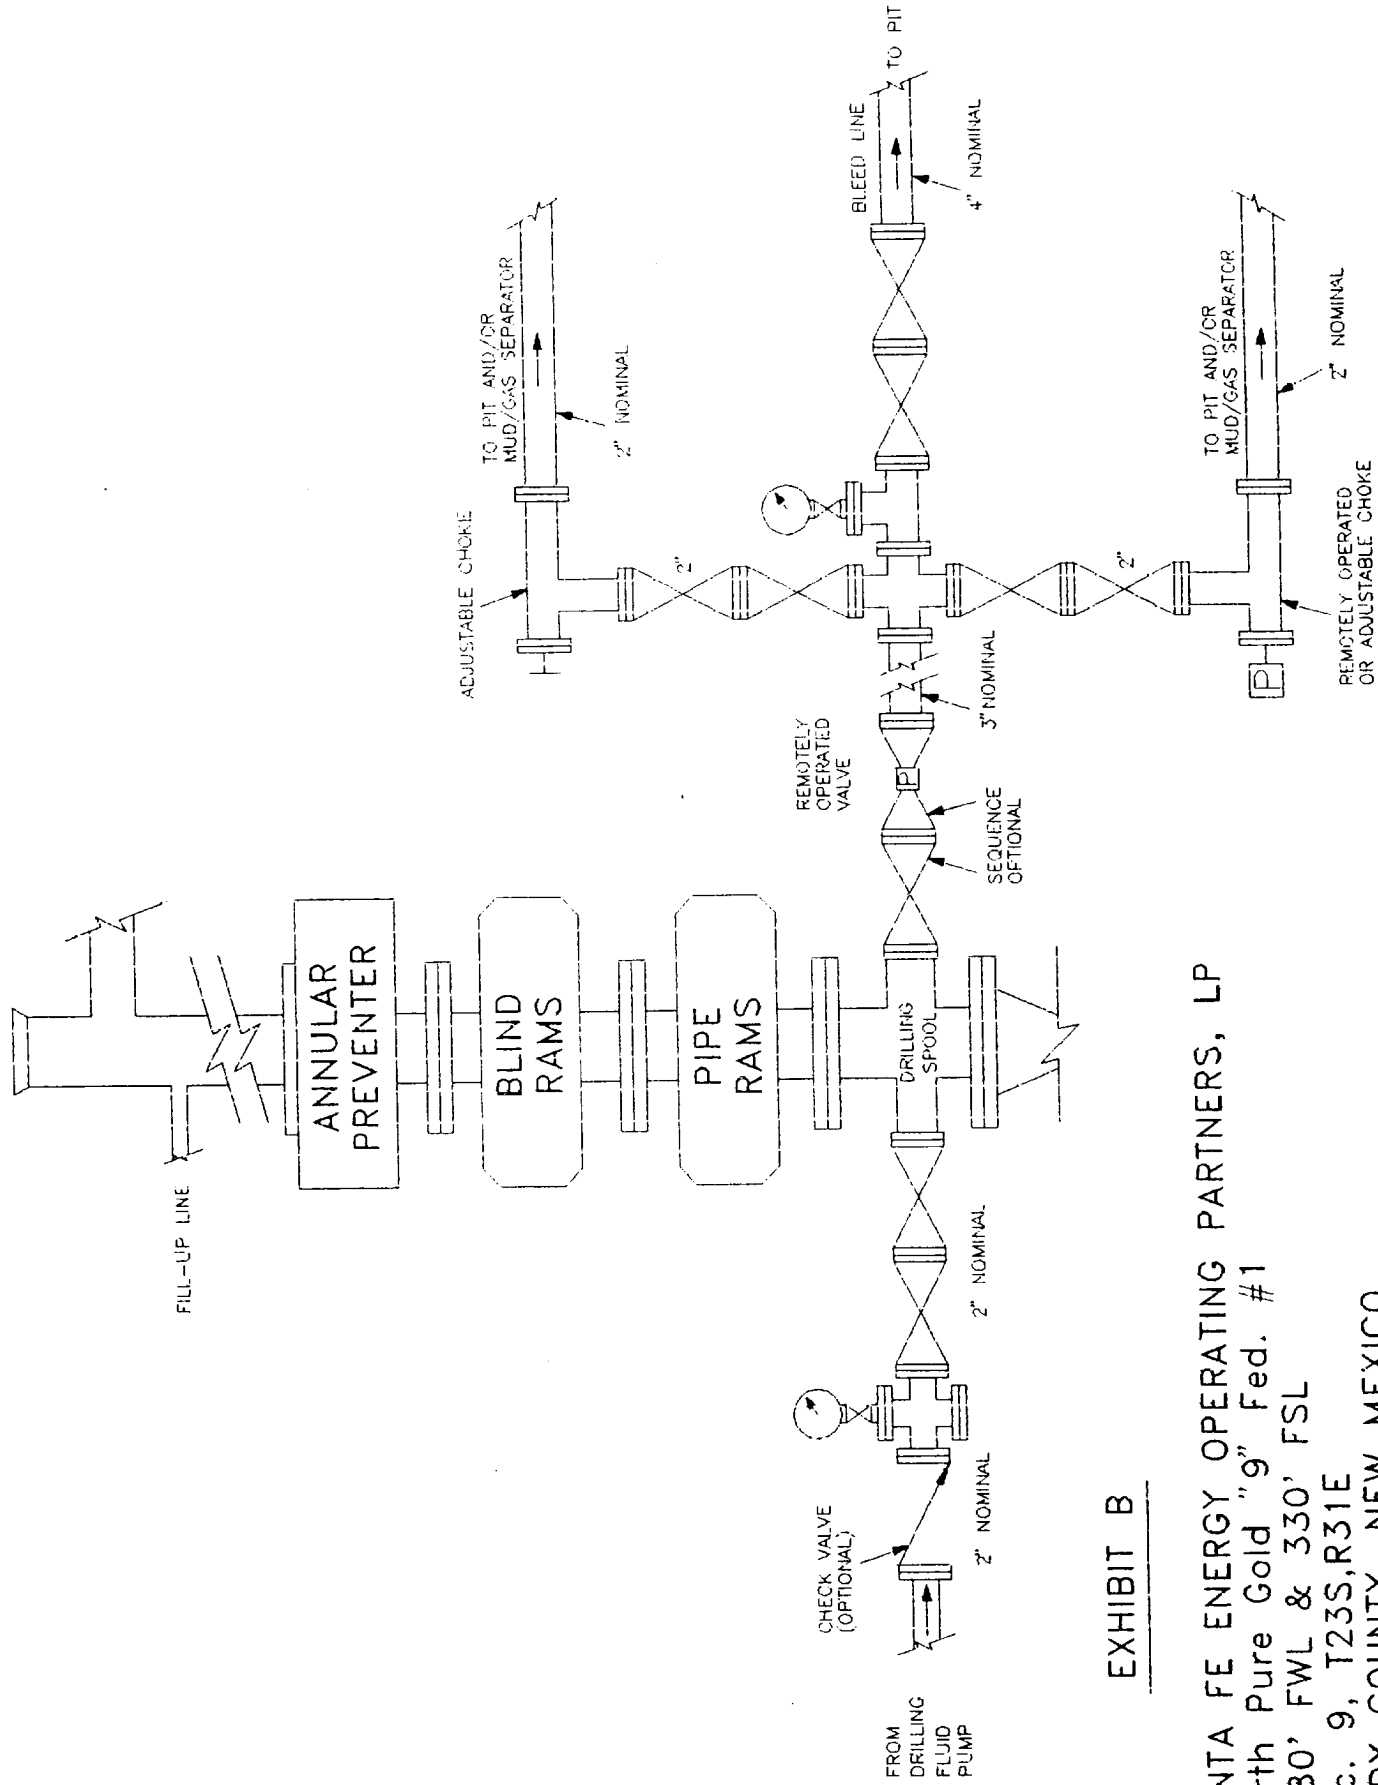 FILL-UP LINE
ANNULAR
PREVENTER
BLIND
RAMS
PIPE
RAMS
DRILLING
SPOOL
ADJUSTABLE CHOKE
TO PIT AND/OR
MUD/GAS SEPARATOR
2" NOMINAL
2"
BLEED LINE
TO PIT
4" NOMINAL
REMOTELY
OPERATED
VALVE
P
SEQUENCE
OPTIONAL
3" NOMINAL
2"
TO PIT AND/OR
MUD/GAS SEPARATOR
2" NOMINAL
P
REMOTELY OPERATED
OR ADJUSTABLE CHOKE
2" NOMINAL
CHECK VALVE
(OPTIONAL)
2" NOMINAL
FROM
DRILLING
FLUID
PUMP
EXHIBIT B
NTA FE ENERGY OPERATING PARTNERS, LP
rth Pure Gold "9" Fed. #1
30' FWL & 330' FSL
c. 9, T23S,R31E
COUNTY, NEW MEXICO